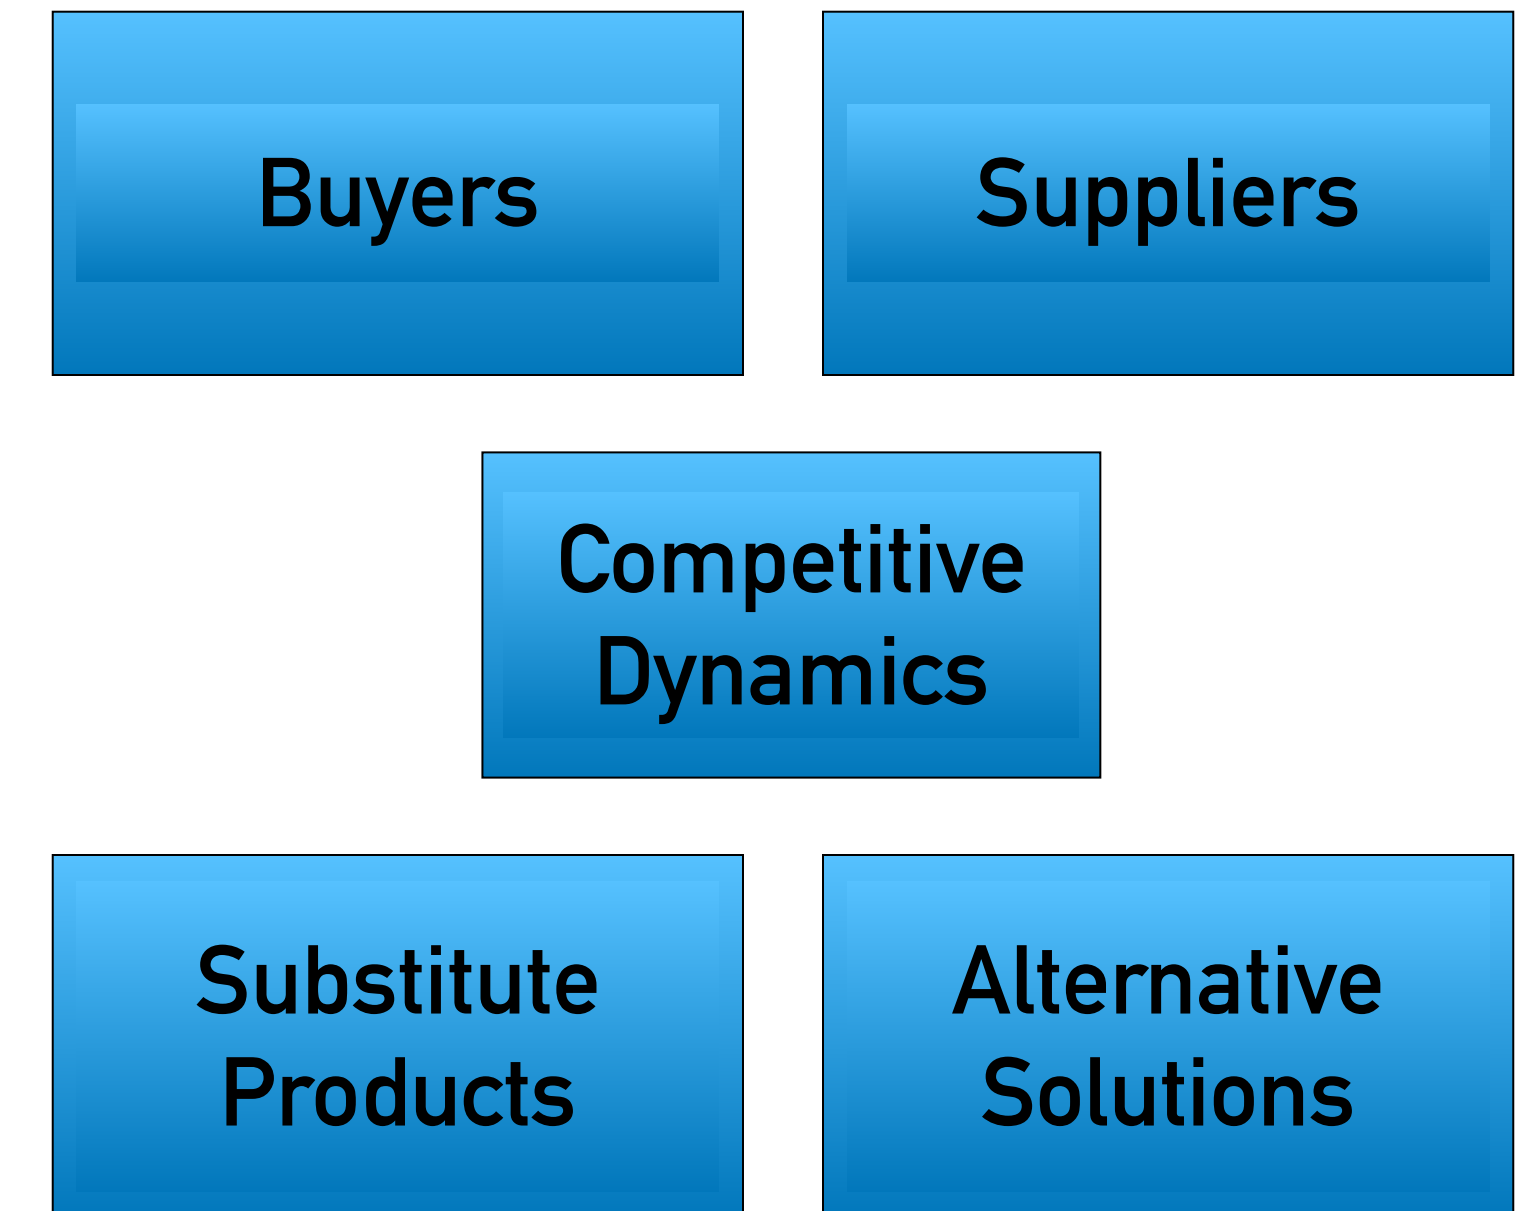 Buyers
Suppliers
Competitive
Dynamics
Substitute
Products
Alternative
Solutions